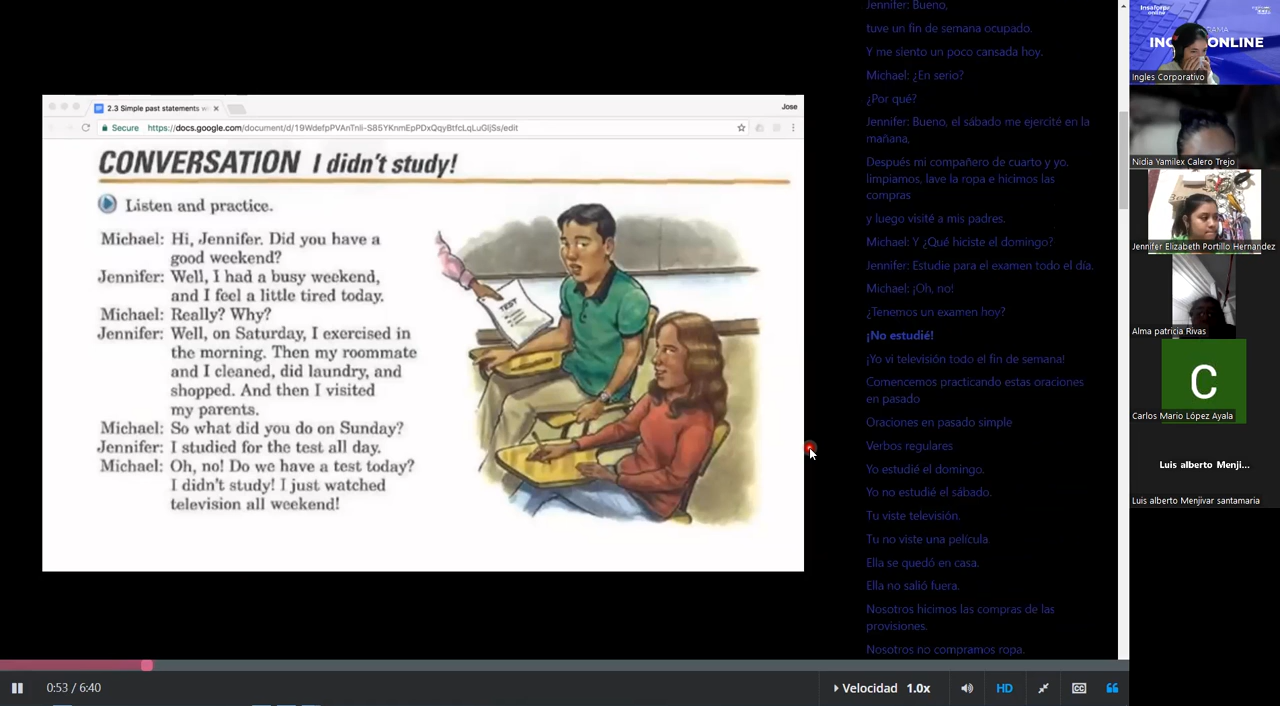 2.3 Simple past statements w
Jose
Secure https://docs.google.com/document/d/19WdefpPVAnTnli-S85YKnmEpPDxQqyBtfcLqLuGljSs/edit
CONVERSATION I didn't study!
Listen and practice.
Michael: Hi, Jennifer. Did you have a
good weekend?
Jennifer: Well, I had a busy weekend,
and I feel a little tired today.
Michael: Really? Why?
Jennifer: Well, on Saturday, I exercised in
the morning. Then my roommate
and I cleaned, did laundry, and
shopped. And then I visited
my parents.
Michael: So what did you do on Sunday?
Jennifer: I studied for the test all day.
Michael: Oh, no! Do we have a test today?
I didn't study! I just watched
television all weekend!
TEST
Jennifer: Bueno,
tuve un fin de semana ocupado.
Y me siento un poco cansada hoy.
Michael: ¿En serio?
¿Por qué?
Jennifer: Bueno, el sábado me ejercité en la
mañana,
Después mi compañero de cuarto y yo,
limpiamos, lave la ropa e hicimos las
compras
y luego visité a mis padres.
Michael: Y ¿Qué hiciste el domingo?
Jennifer: Estudie para el examen todo el día.
Michael: ¡Oh, no!
¿Tenemos un examen hoy?
¡No estudié!
¡Yo vi televisión todo el fin de semana!
Comencemos practicando estas oraciones
en pasado
Oraciones en pasado simple
Verbos regulares
Yo estudié el domingo.
Yo no estudié el sábado.
Tu viste televisión.
Tu no viste una película
Ella se quedó en casa.
Ella no salió fuera.
Nosotros hicimos las compras de las
provisiones.
Nosotros no compramos ropa.
0:53 / 6:40
Velocidad 1.0x
HD
CC
ONLINE
Ingles Corporativo
Nidia Yamilex Calero Trejo
Jennifer Elizabeth Portillo Hernández
Alma patricia Rivas
C
Carlos Mario López Ayala
Luis alberto Menji...
Luis alberto Menjivar santamaria